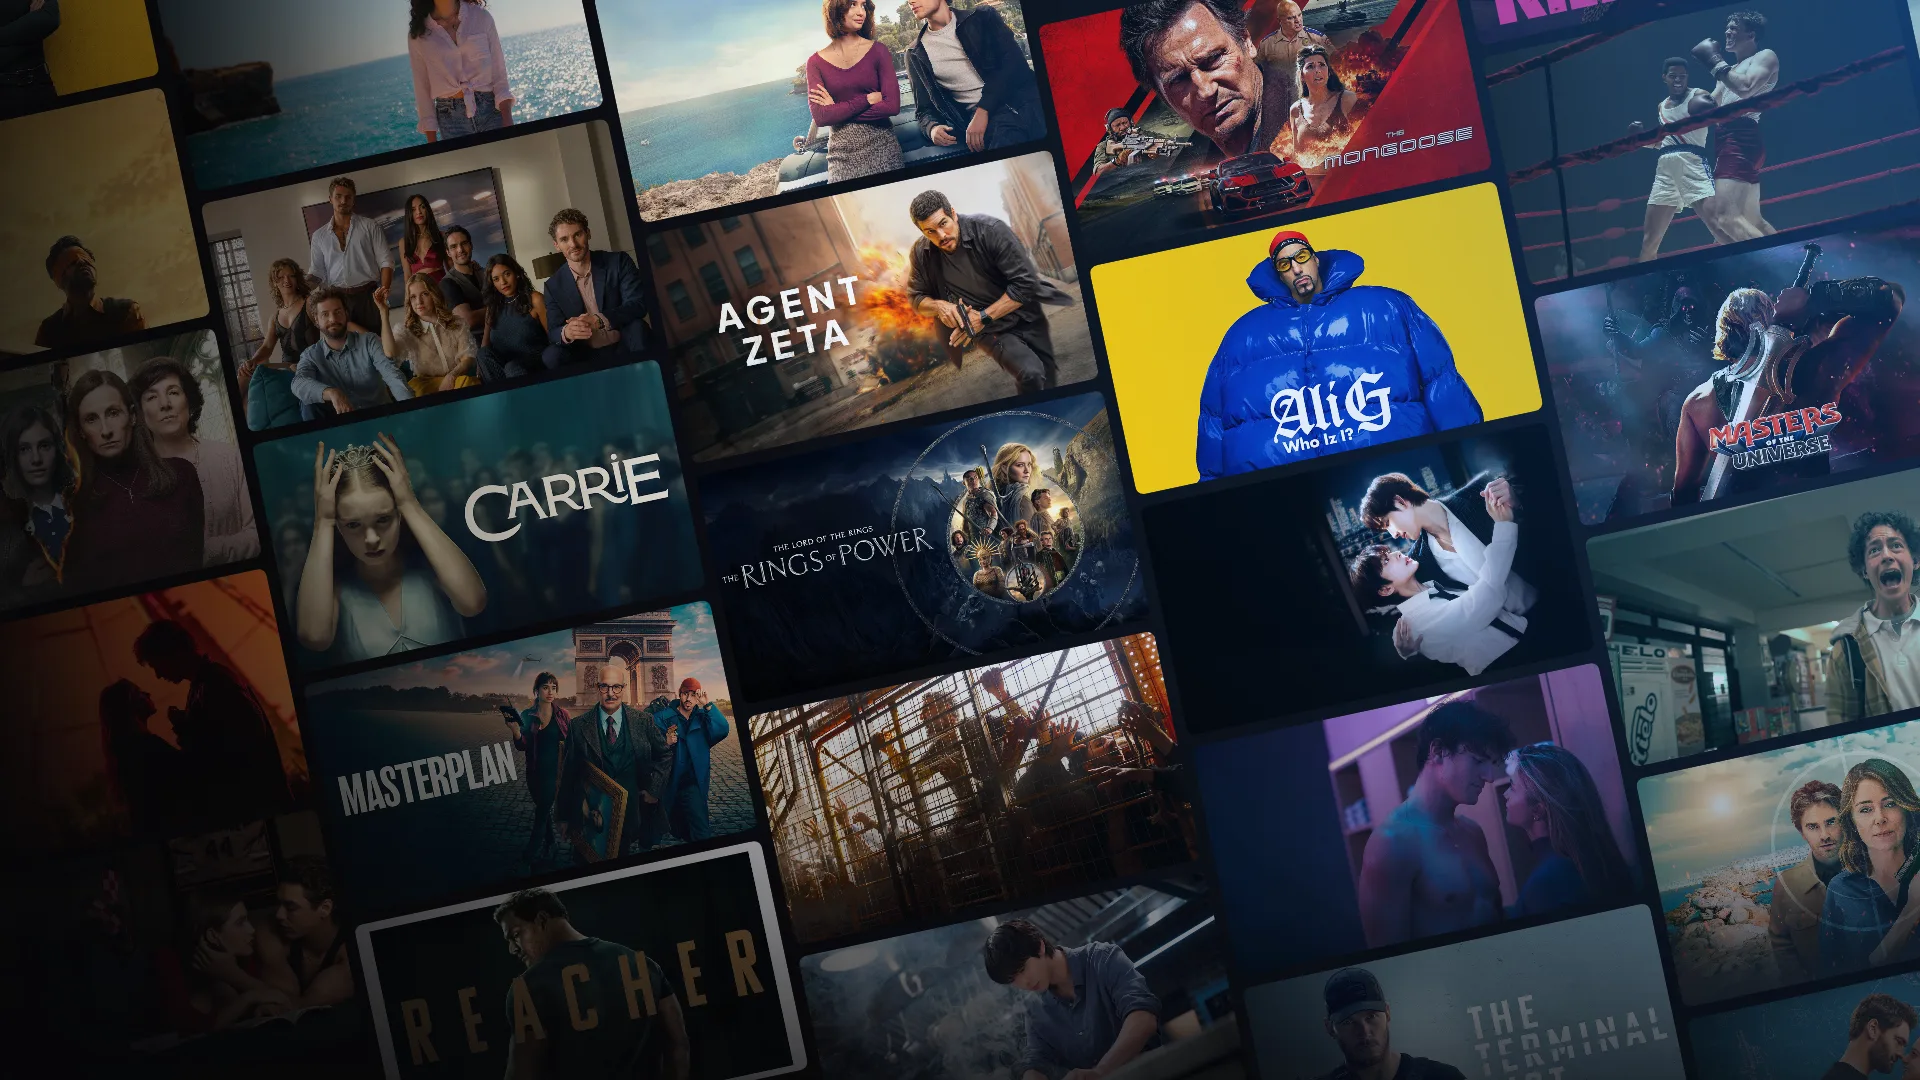 THE
MONGOOSE
AGENT
ZETA
Ali G
Who Iz I?
MASTERS
OF THE
UNIVERSE
CARRIE
THE LORD OF THE RINGS
THE RINGS OF POWER
MASTERPLAN
REACHER
THE
TERMINAL